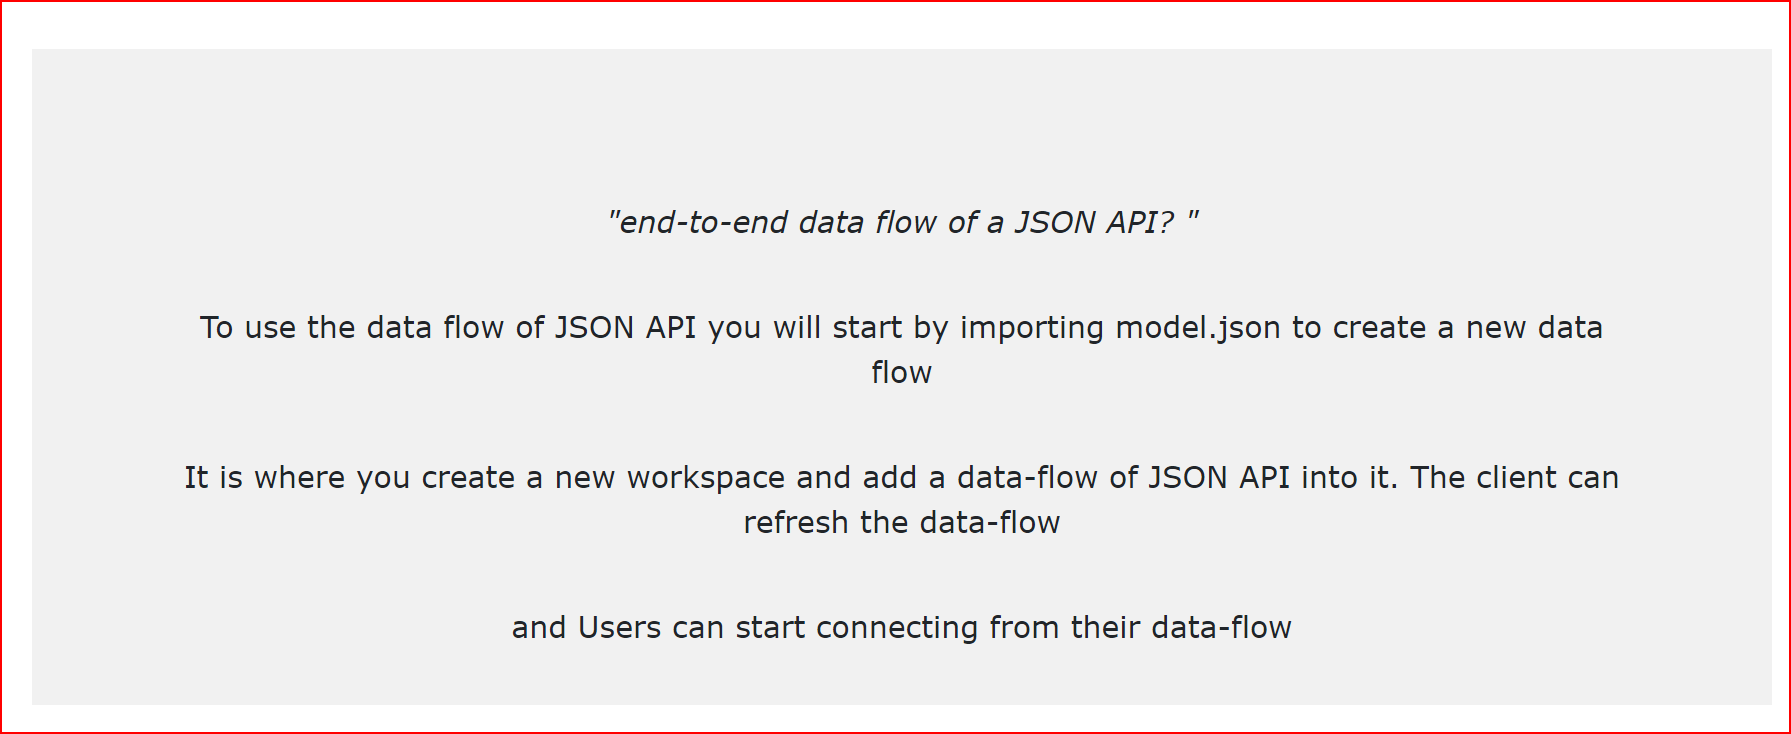 "end-to-end data flow of a JSON API? "
To use the data flow of JSON API you will start by importing model.json to create a new data
flow
It is where you create a new workspace and add a data-flow of JSON API into it. The client can
refresh the data-flow
and Users can start connecting from their data-flow